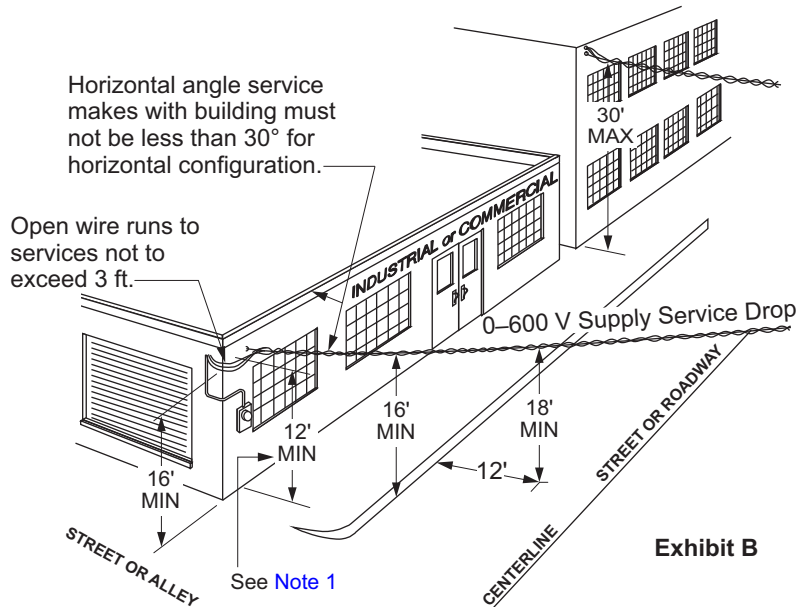 Horizontal angle service
makes with building must
not be less than 30° for
horizontal configuration.
30'
MAX
Open wire runs to
services not to
exceed 3 ft.
INDUSTRIAL or COMMERCIAL
0–600 V Supply Service Drop
16'
MIN
12'
MIN
16'
MIN
18'
MIN
12'
STREET OR ALLEY
See Note 1
CENTERLINE
STREET OR ROADWAY
Exhibit B